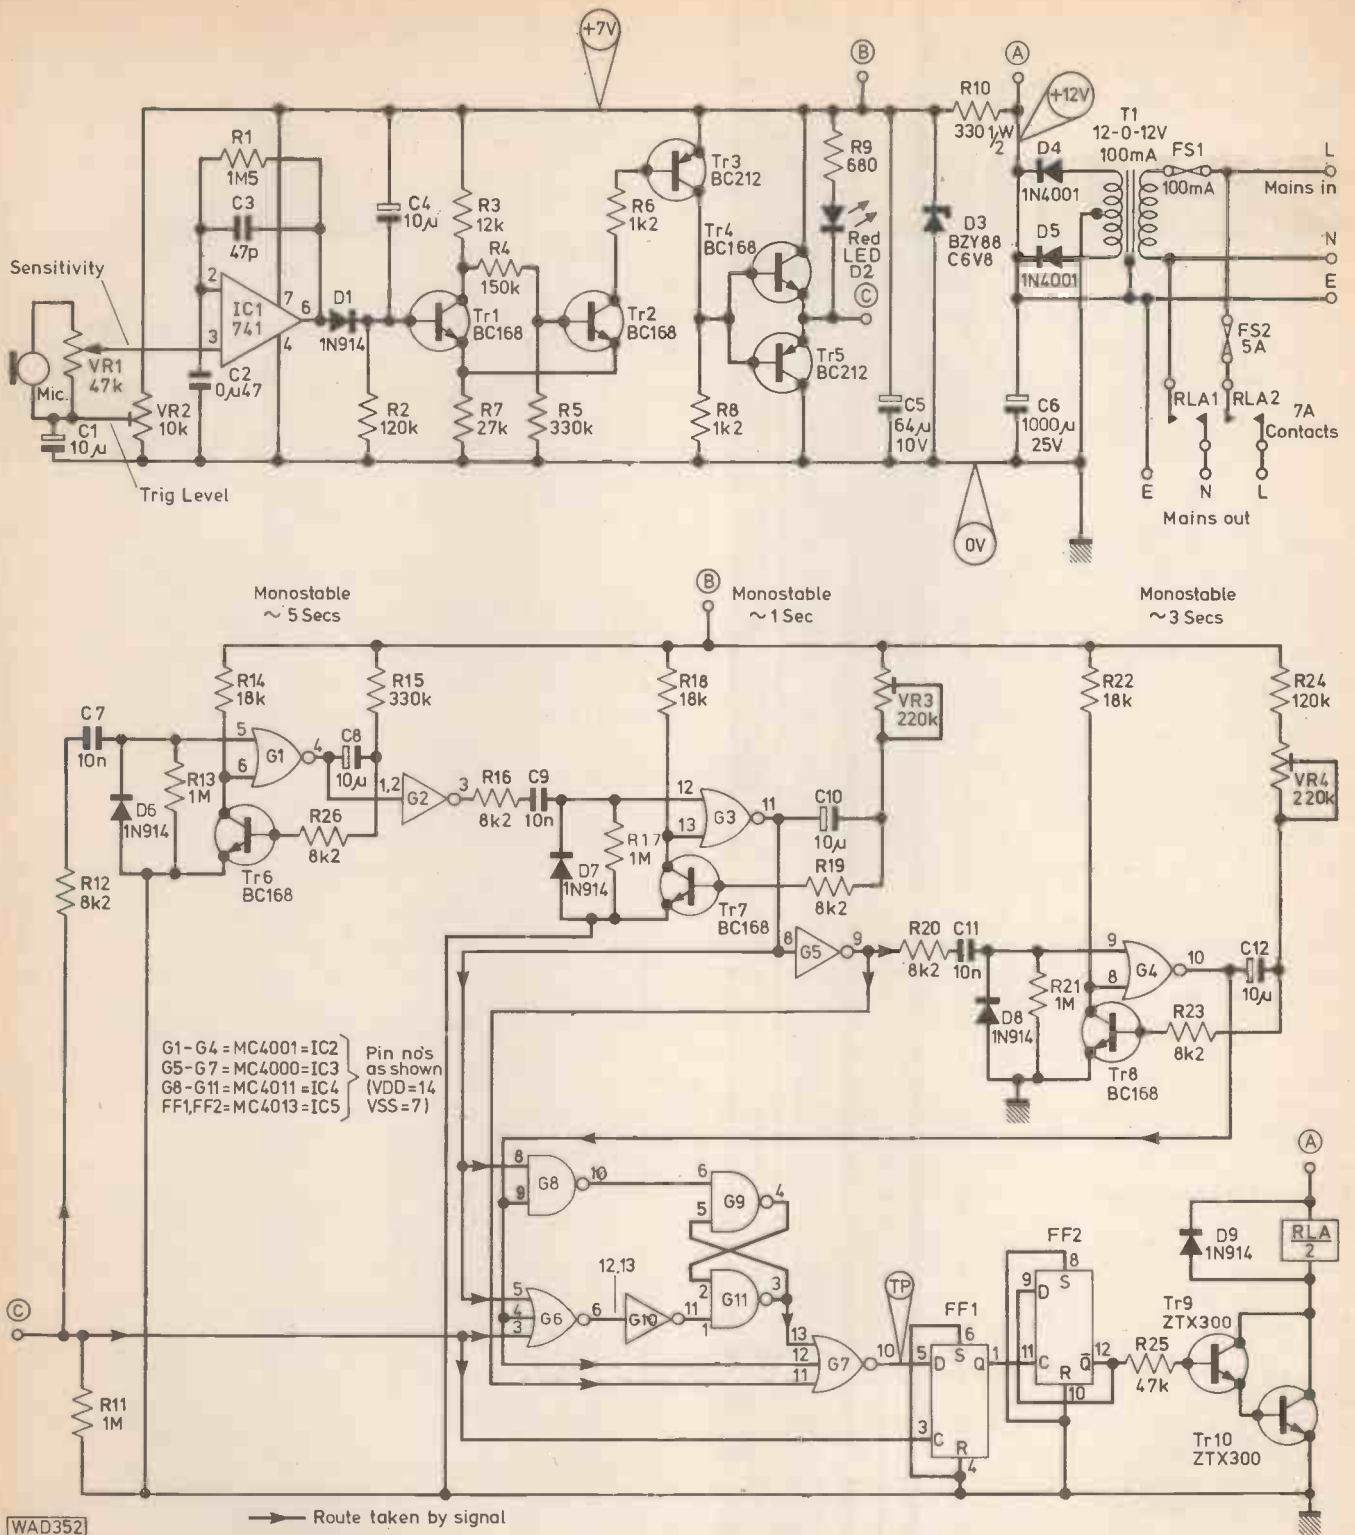 +7V
B
A
R10
330 1/2W
+12V
T1
12-0-12V
100mA
FS1
100mA
L
Mains in
N
E
D4
1N4001
D5
1N4001
FS2
5A
RLA1
RLA2
7A
Contacts
E
N
L
Mains out
R1
1M5
C3
47p
C4
10μ
R3
12k
R4
150k
R6
1k2
Tr3
BC212
R9
680
Tr4
BC168
Red
LED
D2
C
D3
BZY88
C6V8
Sensitivity
2
3
IC1
741
7
4
6
D1
1N914
Tr1
BC168
Tr2
BC168
Tr5
BC212
VR1
47k
Mic.
C1
10μ
VR2
10k
C2
0μ47
R2
120k
R7
27k
R5
330k
R8
1k2
C5
64μ
10V
C6
1000μ
25V
Trig Level
0V
Monostable
~ 5 Secs
B
Monostable
~1 Sec
Monostable
~3 Secs
R14
18k
R15
330k
R18
18k
VR3
220k
R22
18k
R24
120k
VR4
220k
C7
10n
5
6
G1
4
C8
10μ
R13
1M
D6
1N914
Tr6
BC168
R26
8k2
1,2
G2
3
R16
8k2
C9
10n
12
13
G3
11
C10
10μ
R17
1M
D7
1N914
Tr7
BC168
R19
8k2
R12
8k2
8
G5
9
R20
8k2
C11
10n
9
8
G4
10
C12
10μ
R21
1M
D8
1N914
Tr8
BC168
R23
8k2
G1-G4=MC4001=IC2
G5-G7=MC4000=IC3
G8-G11=MC4011=IC4
FF1,FF2=MC4013=IC5
Pin no's
as shown
(VDD=14
VSS=7)
8
9
G8
10
6
5
G9
4
12,13
5
4
3
G6
6
G10
11
2
1
G11
3
13
12
11
G7
10
TP
FF1
6
5
D
S
Q
1
3
C
R
4
FF2
8
9
D
S
11
C
R
10
Q̄
12
R25
47k
Tr9
ZTX300
Tr10
ZTX300
D9
1N914
A
RLA
2
C
R11
1M
WAD352
Route taken by signal